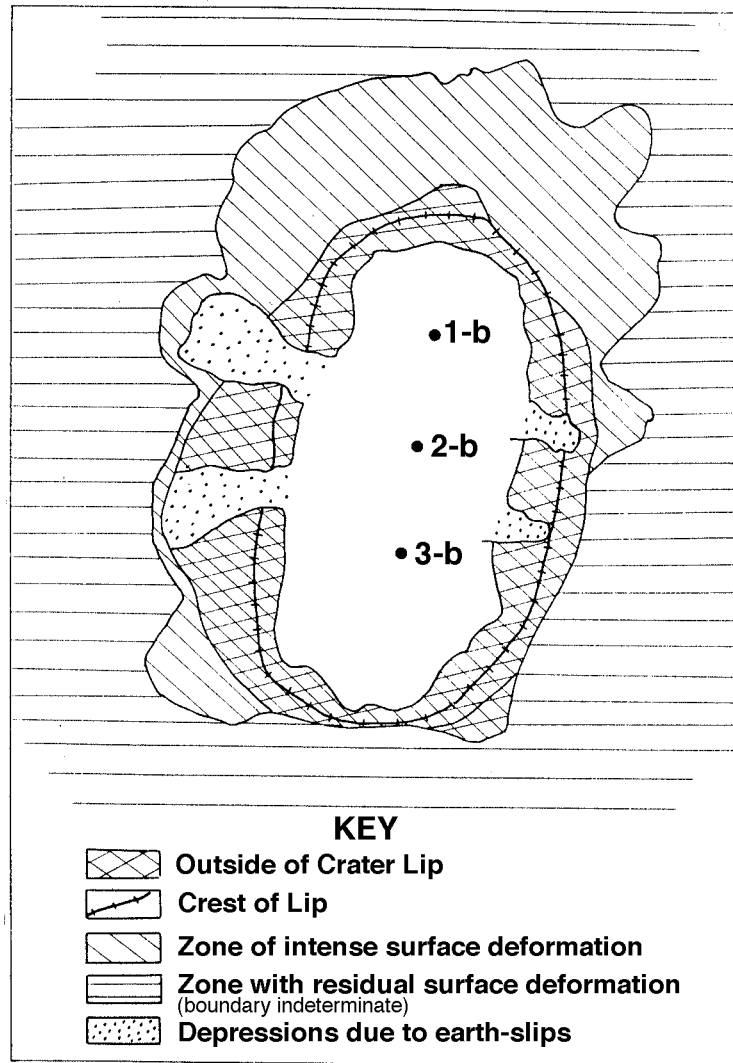 1-b
2-b
3-b
KEY
Outside of Crater Lip
Crest of Lip
Zone of intense surface deformation
Zone with residual surface deformation
(boundary indeterminate)
Depressions due to earth-slips